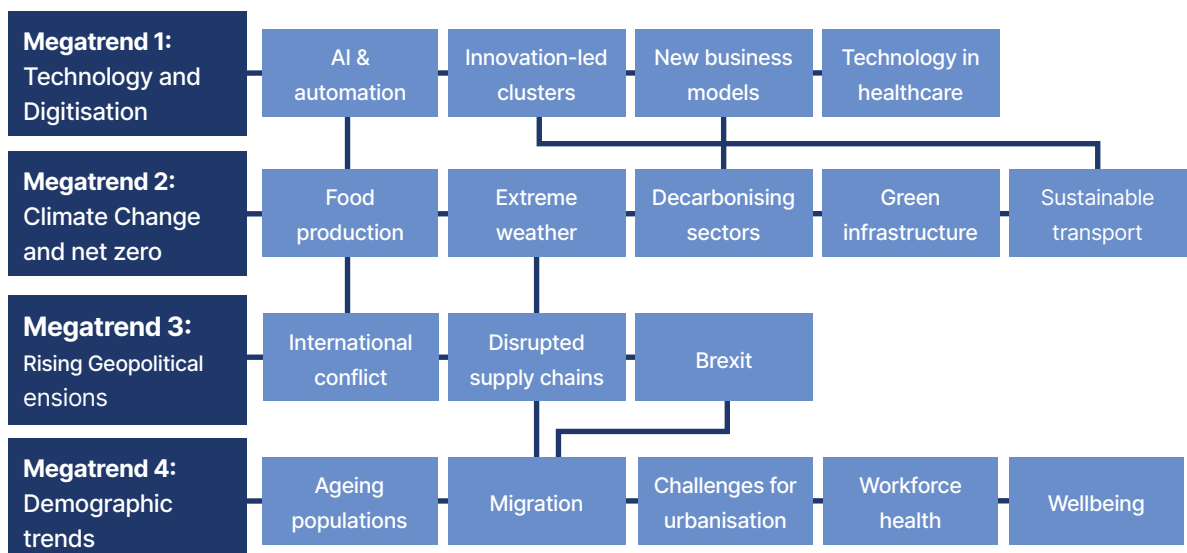 Megatrend 1:
Technology and
Digitisation
AI &
automation
Innovation-led
clusters
New business
models
Technology in
healthcare
Megatrend 2:
Climate Change
and net zero
Food
production
Extreme
weather
Decarbonising
sectors
Green
infrastructure
Sustainable
transport
Megatrend 3:
Rising Geopolitical
ensions
International
conflict
Disrupted
supply chains
Brexit
Megatrend 4:
Demographic
trends
Ageing
populations
Migration
Challenges for
urbanisation
Workforce
health
Wellbeing